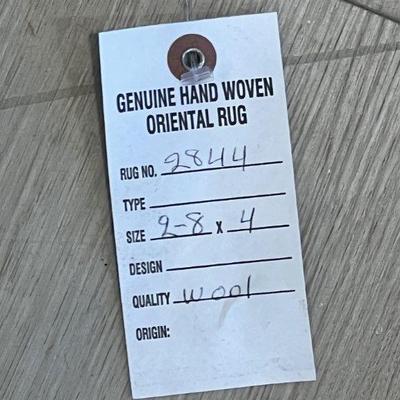 GENUINE HAND WOVEN
ORIENTAL RUG
RUG NO. 2844
TYPE
SIZE 2-8 X 4
DESIGN
QUALITY wool
ORIGIN: